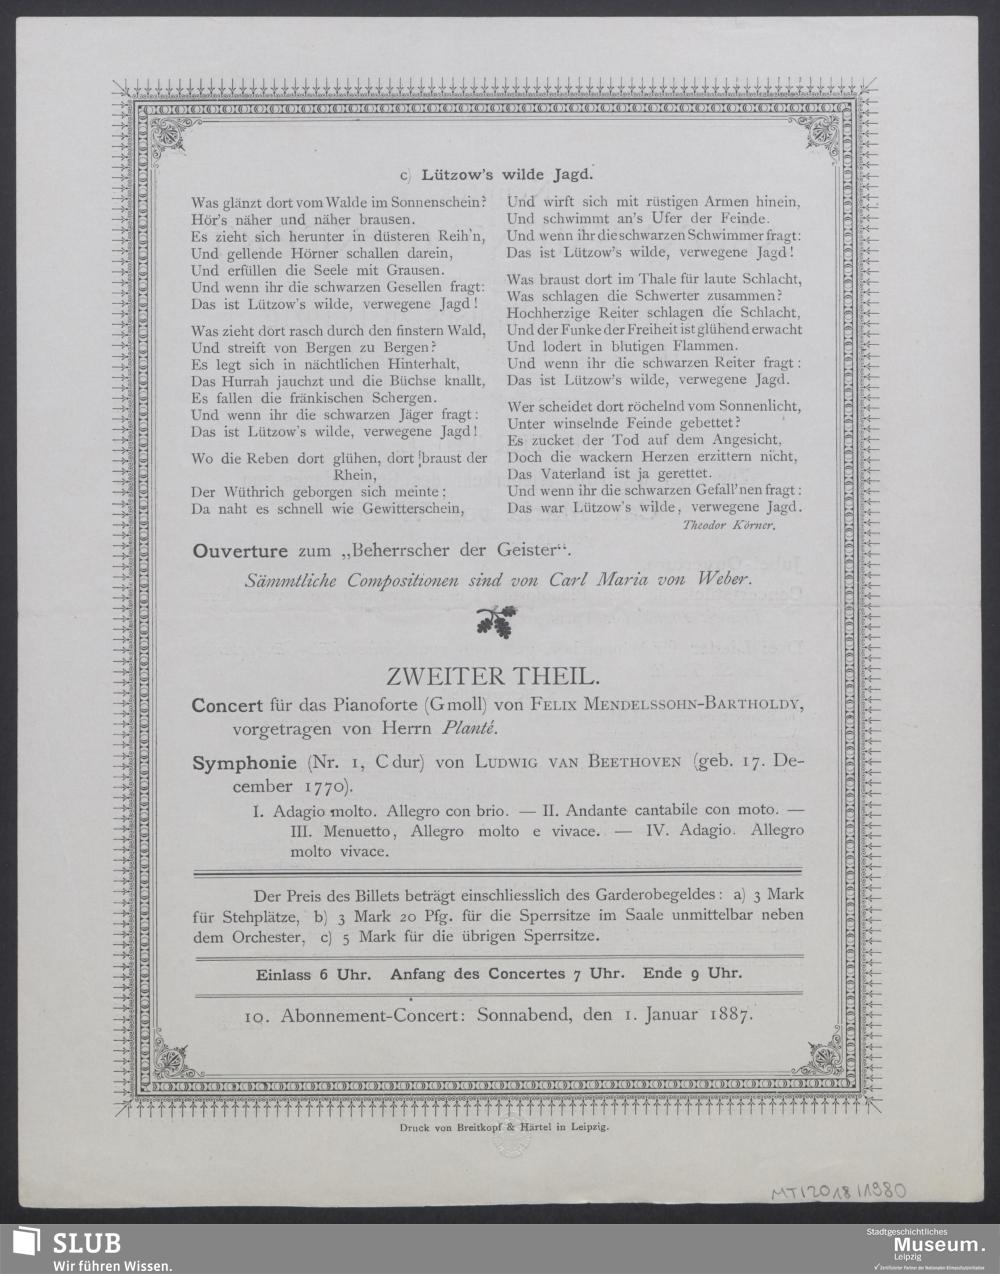 c) Lützow's wilde Jagd.
Was glänzt dort vom Walde im Sonnenschein?
Hör's näher und näher brausen.
Es zieht sich herunter in düsteren Reih'n,
Und gellende Hörner schallen darein,
Und erfüllen die Seele mit Grausen.
Und wenn ihr die schwarzen Gesellen fragt:
Das ist Lützow's wilde, verwegene Jagd!
Was zieht dort rasch durch den finstern Wald,
Und streift von Bergen zu Bergen?
Es legt sich in nächtlichen Hinterhalt,
Das Hurrah jauchzt und die Büchse knallt,
Es fallen die fränkischen Schergen.
Und wenn ihr die schwarzen Jäger fragt:
Das ist Lützow's wilde, verwegene Jagd!
Wo die Reben dort glühen, dort braust der
Rhein,
Der Wüthrich geborgen sich meinte;
Da naht es schnell wie Gewitterschein,
Und wirft sich mit rüstigen Armen hinein,
Und schwimmt an's Ufer der Feinde.
Und wenn ihr die schwarzen Schwimmer fragt:
Das ist Lützow's wilde, verwegene Jagd!
Was braust dort im Thale für laute Schlacht,
Was schlagen die Schwerter zusammen?
Hochherzige Reiter schlagen die Schlacht,
Und der Funke der Freiheit ist glühend erwacht
Und lodert in blutigen Flammen.
Und wenn ihr die schwarzen Reiter fragt:
Das ist Lützow's wilde, verwegene Jagd.
Wer scheidet dort röchelnd vom Sonnenlicht,
Unter winselnde Feinde gebettet?
Es zucket der Tod auf dem Angesicht,
Doch die wackern Herzen erzittern nicht,
Das Vaterland ist ja gerettet.
Und wenn ihr die schwarzen Gefall'nen fragt:
Das war Lützow's wilde, verwegene Jagd.
Theodor Körner.
Ouverture zum „Beherrscher der Geister“.
Sämmtliche Compositionen sind von Carl Maria von Weber.
ZWEITER THEIL.
Concert für das Pianoforte (Gmoll) von Felix Mendelssohn-Bartholdy,
vorgetragen von Herrn Planté.
Symphonie (Nr. 1, Cdur) von Ludwig van Beethoven (geb. 17. De-
cember 1770).
I. Adagio molto. Allegro con brio. — II. Andante cantabile con moto. —
III. Menuetto, Allegro molto e vivace. — IV. Adagio. Allegro
molto vivace.
Der Preis des Billets beträgt einschliesslich des Garderobegeldes: a) 3 Mark
für Stehplätze, b) 3 Mark 20 Pfg. für die Sperrsitze im Saale unmittelbar neben
dem Orchester, c) 5 Mark für die übrigen Sperrsitze.
Einlass 6 Uhr. Anfang des Concertes 7 Uhr. Ende 9 Uhr.
10. Abonnement-Concert: Sonnabend, den 1. Januar 1887.
Druck von Breitkopf & Härtel in Leipzig.
MT/2018/1980
SLUB
Wir führen Wissen.
Stadtgeschichtliches
Museum.
Leipzig
Zertifizierter Partner der Nationalen Klimaschutzinitiative